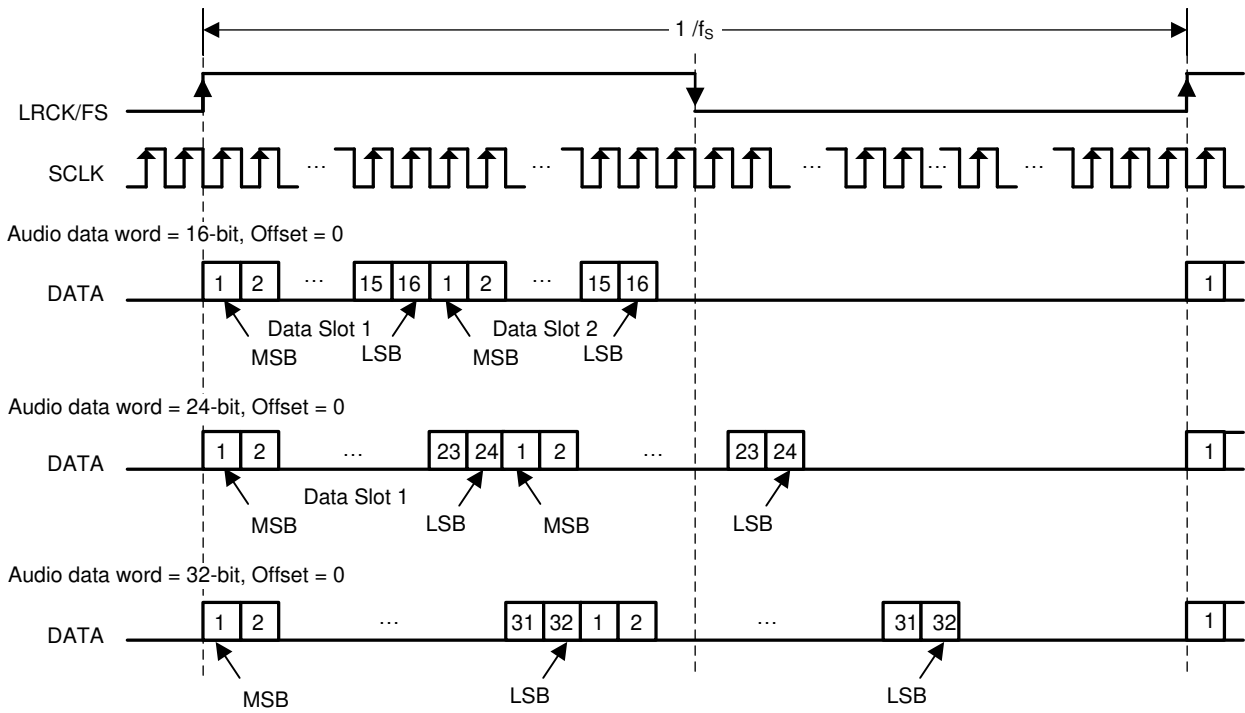 1 /fS
LRCK/FS
SCLK … … … … …
Audio data word = 16-bit, Offset = 0
DATA 1 2 … 15 16 1 2 … 15 16 1
Data Slot 1 Data Slot 2
MSB LSB MSB LSB
Audio data word = 24-bit, Offset = 0
DATA 1 2 … 23 24 1 2 … 23 24 1
Data Slot 1
MSB LSB MSB LSB
Audio data word = 32-bit, Offset = 0
DATA 1 2 … 31 32 1 2 … 31 32 1
MSB LSB LSB